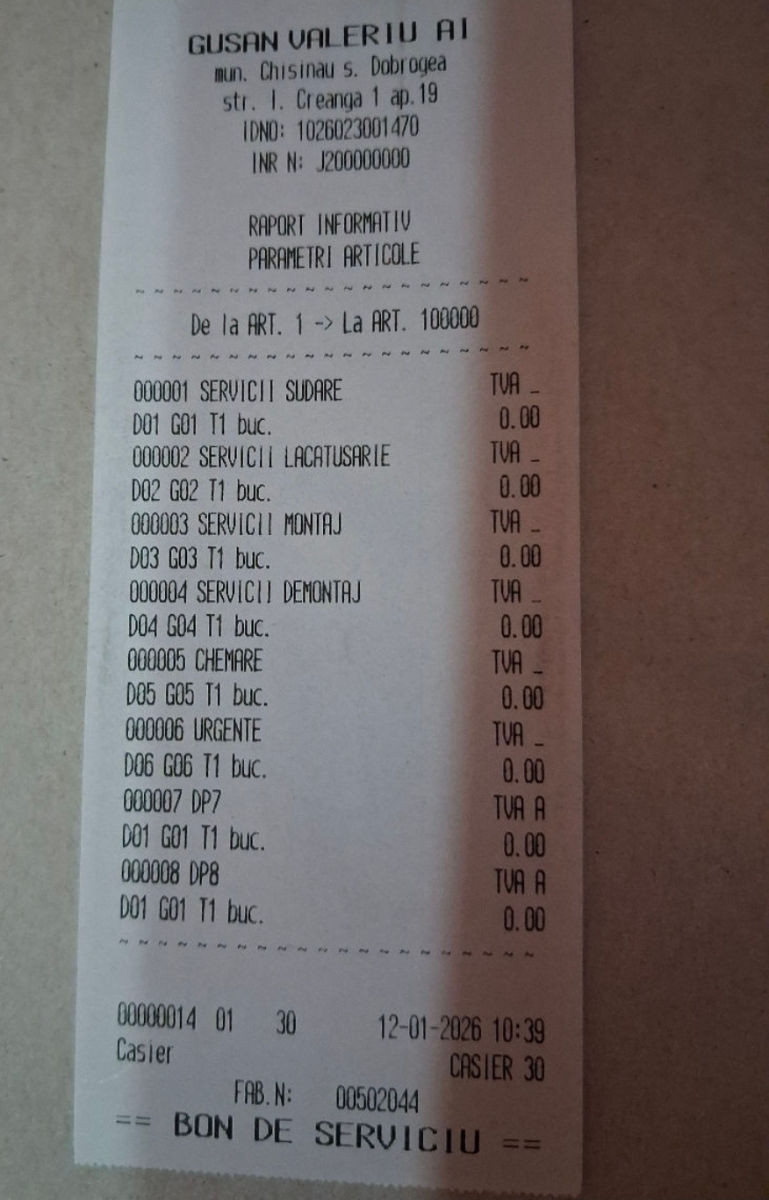 GUSAN VALERIU AI
mun. Chisinau s. Dobrogea
str. I. Creanga 1 ap.19
IDNO: 1026023001470
INR N: J200000000
RAPORT INFORMATIV
PARAMETRI ARTICOLE
~ ~ ~ ~ ~ ~ ~ ~ ~ ~ ~ ~ ~ ~ ~ ~ ~ ~ ~ ~ ~
De la ART. 1 -> La ART. 100000
~ ~ ~ ~ ~ ~ ~ ~ ~ ~ ~ ~ ~ ~ ~ ~ ~ ~ ~ ~ ~
000001 SERVICII SUDARE TVA _
D01 G01 T1 buc. 0.00
000002 SERVICII LACATUSARIE TVA _
D02 G02 T1 buc. 0.00
000003 SERVICII MONTAJ TVA _
D03 G03 T1 buc. 0.00
000004 SERVICII DEMONTAJ TVA _
D04 G04 T1 buc. 0.00
000005 CHEMARE TVA _
D05 G05 T1 buc. 0.00
000006 URGENTE TVA _
D06 G06 T1 buc. 0.00
000007 DP7 TVA A
D01 G01 T1 buc. 0.00
000008 DP8 TVA A
D01 G01 T1 buc. 0.00
~ ~ ~ ~ ~ ~ ~ ~ ~ ~ ~ ~ ~ ~ ~ ~ ~ ~ ~ ~ ~
00000014 01 30 12-01-2026 10:39
Casier CASIER 30
FAB.N: 00502044
== BON DE SERVICIU ==